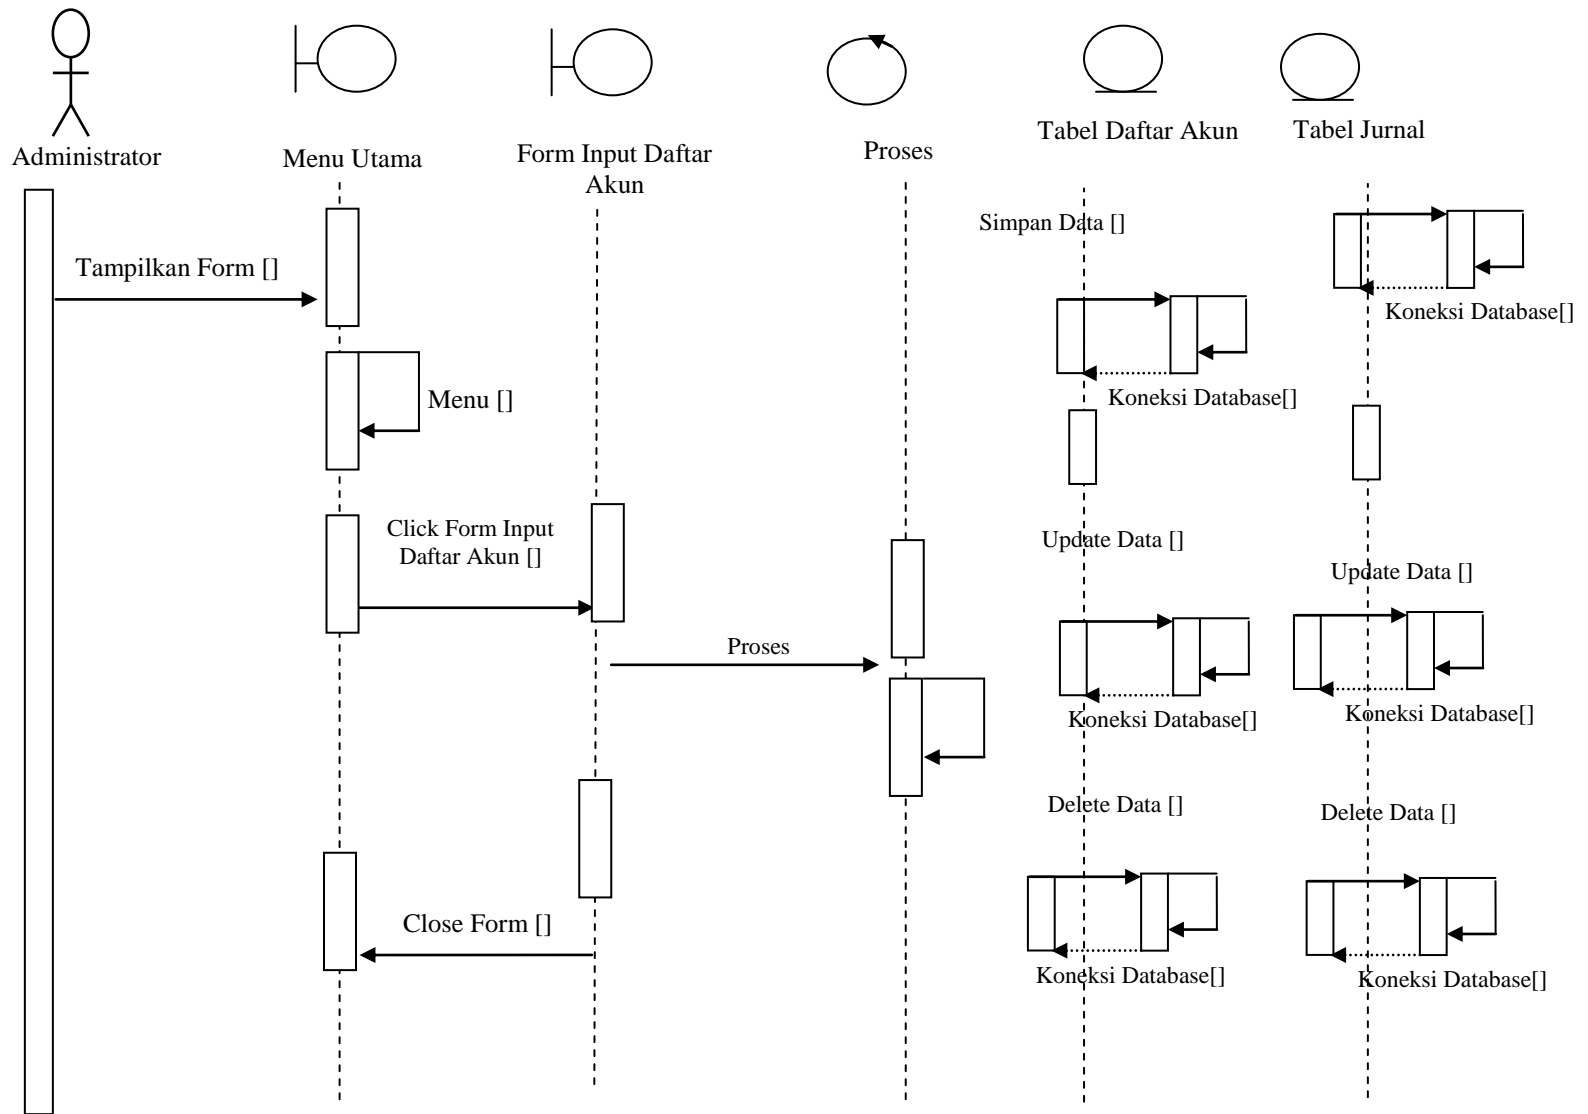 Administrator
Menu Utama
Form Input Daftar
Akun
Proses
Tabel Daftar Akun
Tabel Jurnal
Simpan Data []
Tampilkan Form []
Koneksi Database[]
Koneksi Database[]
Menu []
Click Form Input
Daftar Akun []
Update Data []
Update Data []
Proses
Koneksi Database[]
Koneksi Database[]
Delete Data []
Delete Data []
Close Form []
Koneksi Database[]
Koneksi Database[]